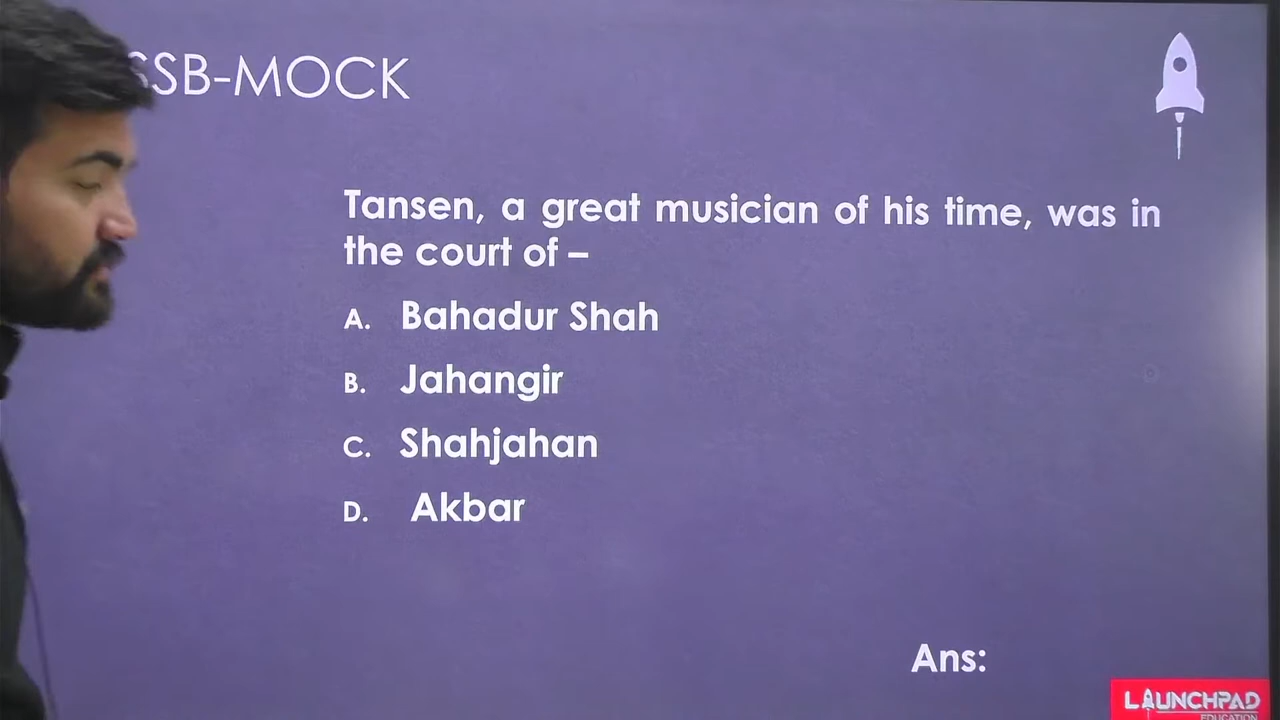 SSB-MOCK
Tansen, a great musician of his time, was in
the court of –
A. Bahadur Shah
B. Jahangir
C. Shahjahan
D. Akbar
Ans:
LAUNCHPAD
EDUCATION